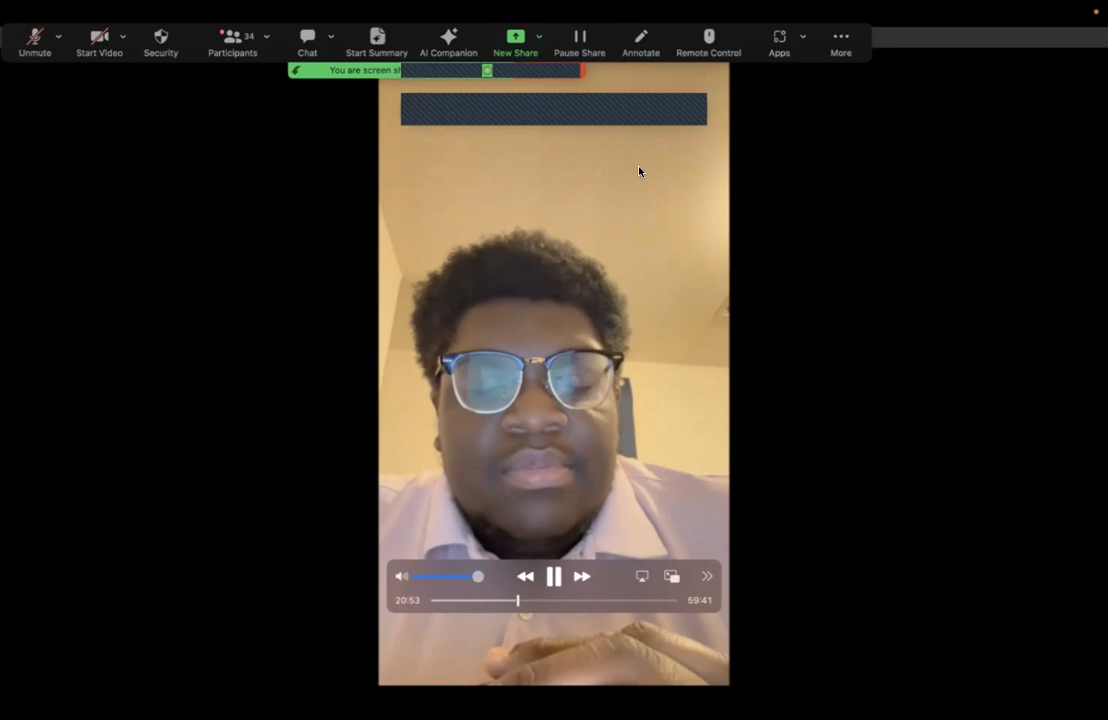 Unmute
Start Video
Security
Participants
34
Chat
Start Summary
AI Companion
New Share
Pause Share
Annotate
Remote Control
Apps
More
You are screen
20:53
59:41